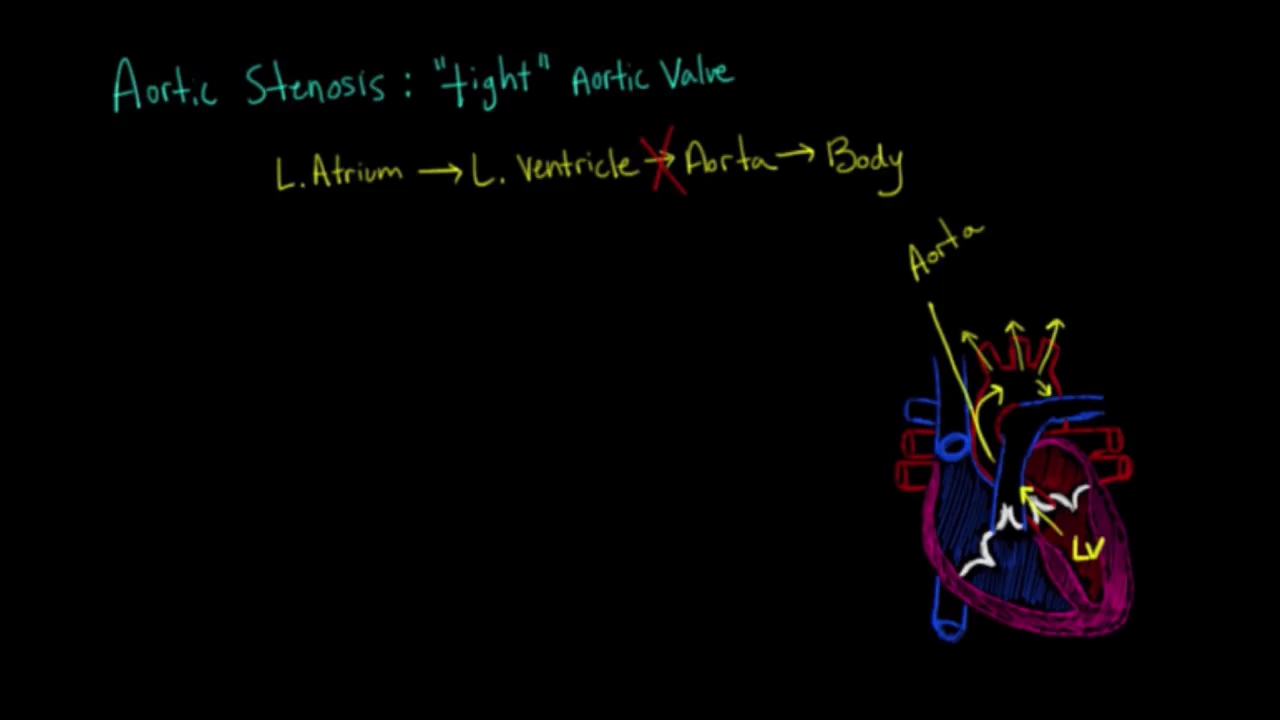 Aortic Stenosis : "tight" Aortic Valve
L. Atrium → L. Ventricle → Aorta → Body
Aorta
LV